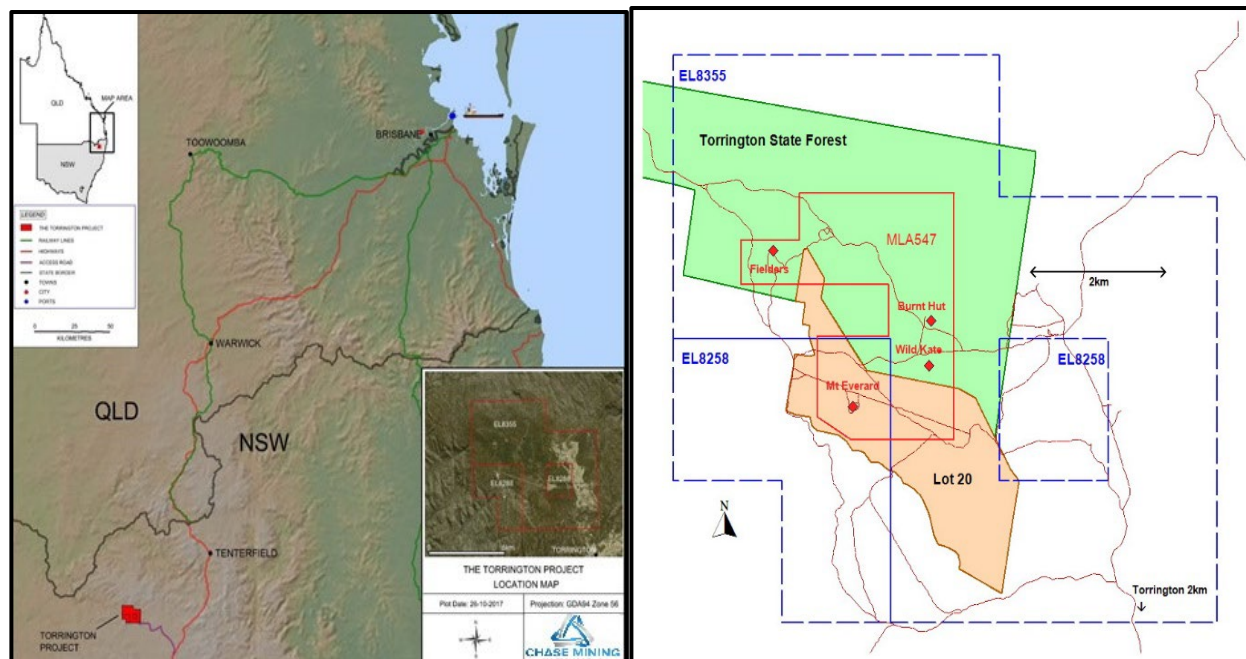 QLD
MAP AREA
NSW
LEGEND
THE TORRINGTON PROJECT
RAILWAY LINES
HIGHWAYS
ACCESS ROAD
STATE BORDER
TOWNS
CITY
PORTS
0 25 50
KILOMETRES
TOOWOOMBA
BRISBANE
WARWICK
QLD
NSW
TENTERFIELD
TORRINGTON
PROJECT
EL8355
EL8258
TORRINGTON
THE TORRINGTON PROJECT
LOCATION MAP
Plot Date: 26-10-2017
Projection: GDA94 Zone 56
CHASE MINING
EL8355
Torrington State Forest
MLA547
Fielders
2km
Burnt Hut
Wild Kate
EL8258
EL8258
Mt Everard
Lot 20
N
Torrington 2km